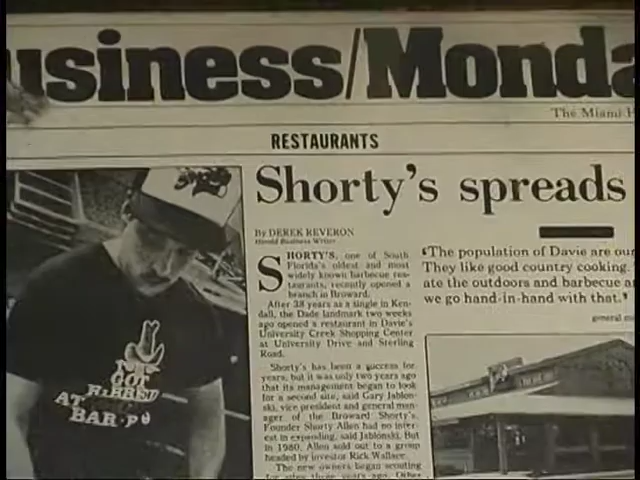 usiness/Monda
The Miami H
RESTAURANTS
Shorty's spreads
By DEREK REVERON
Herald Business Writer
SHORTY'S, one of South
Florida's oldest and most
widely known barbecue res-
taurants, recently opened a
branch in Broward.
After 38 years as a single in Ken-
dall, the Dade landmark two weeks
ago opened a restaurant in Davie's
University Creek Shopping Center
at University Drive and Sterling
Road.
Shorty's has been a success for
years, but it was only two years ago
that its management began to look
for a second site, said Gary Jablon-
ski, vice president and general man-
ager of the Broward Shorty's.
Founder Shorty Allen had no inter-
est in expanding, said Jablonski. But
in 1980, Allen sold out to a group
headed by investor Rick Wallace.
The new owners began scouting
for sites three years ago. Other
'The population of Davie are our
They like good country cooking.
ate the outdoors and barbecue a
we go hand-in-hand with that.'
general m
I
GOT
AT
BAR-